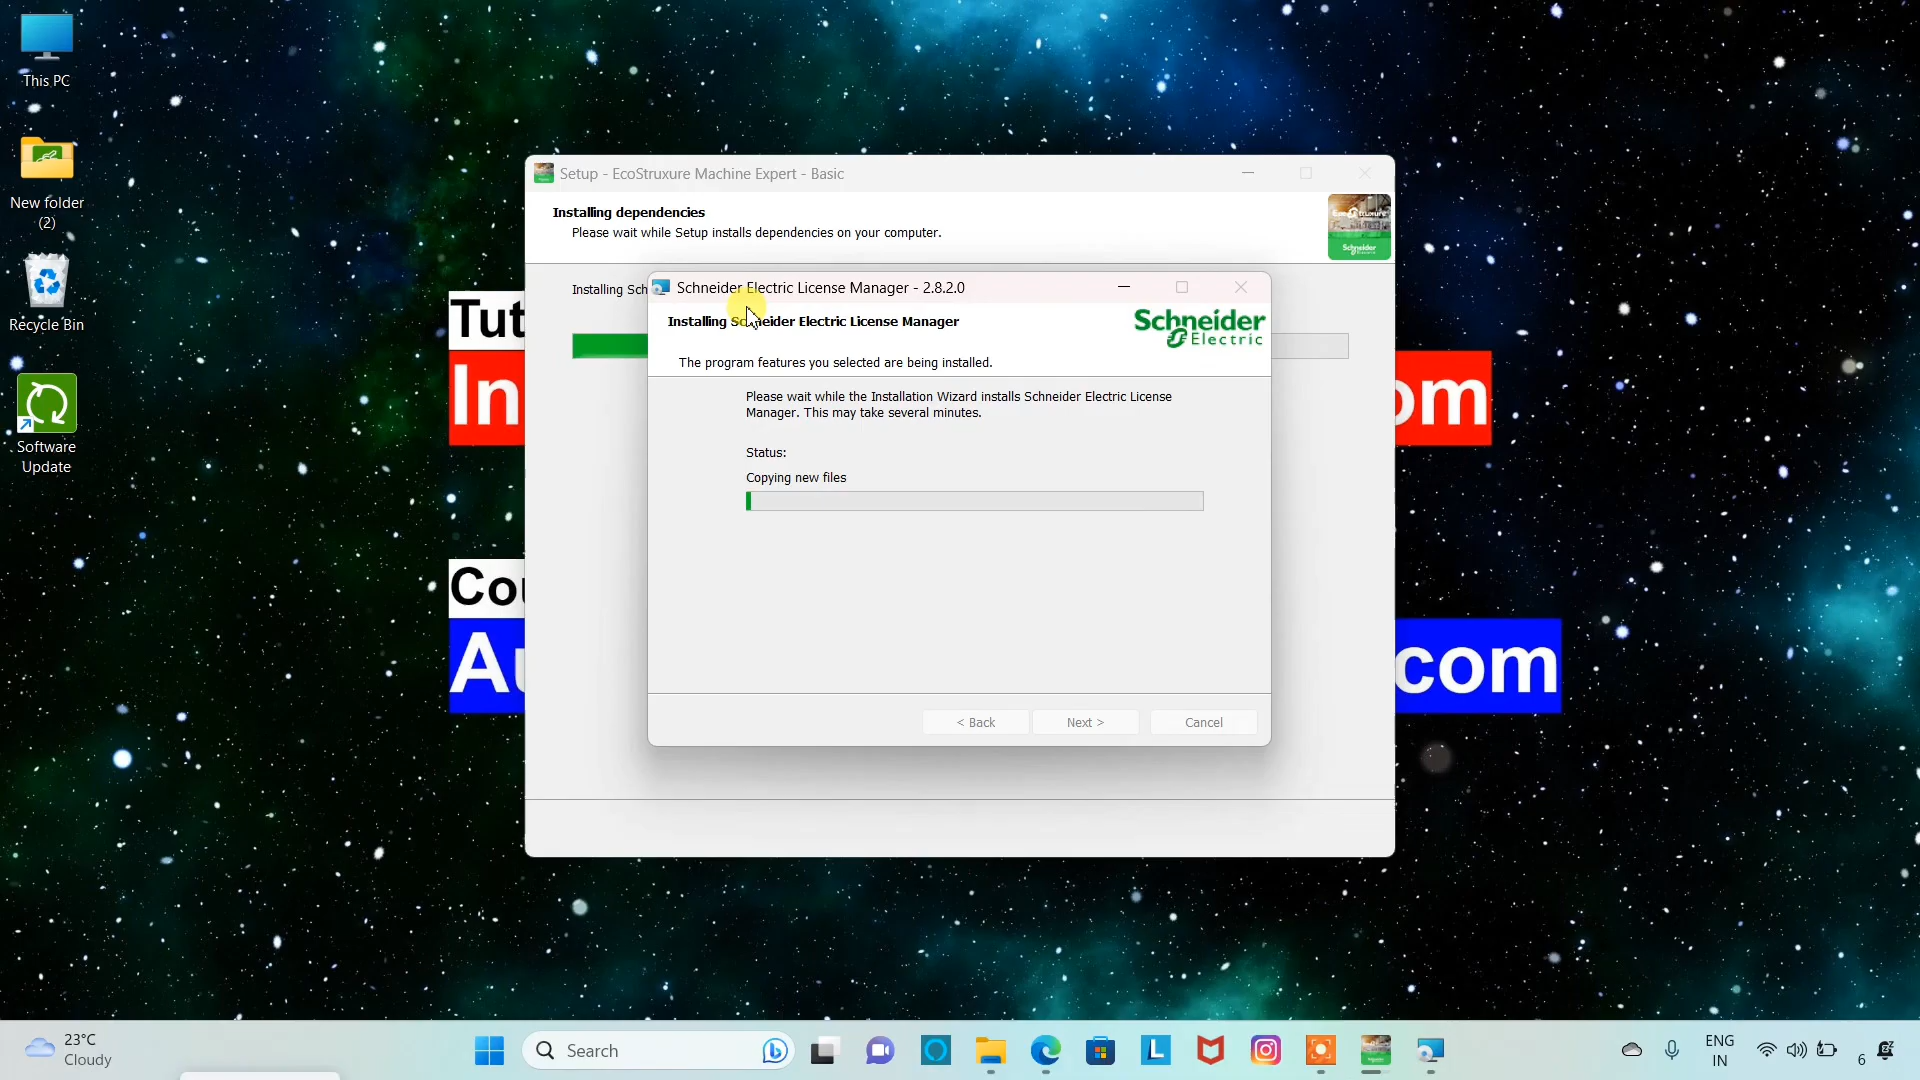 This PC
New folder
(2)
Recycle Bin
Software
Update
Tut
In
om
Cou
Au
com
Setup - EcoStruxure Machine Expert - Basic
Installing dependencies
Please wait while Setup installs dependencies on your computer.
EcoStruxure
Schneider
Installing Sch
Schneider Electric License Manager - 2.8.2.0
Installing Schneider Electric License Manager
Schneider
Electric
The program features you selected are being installed.
Please wait while the Installation Wizard installs Schneider Electric License
Manager. This may take several minutes.
Status:
Copying new files
< Back
Next >
Cancel
23°C
Cloudy
Search
L
ENG
IN
6